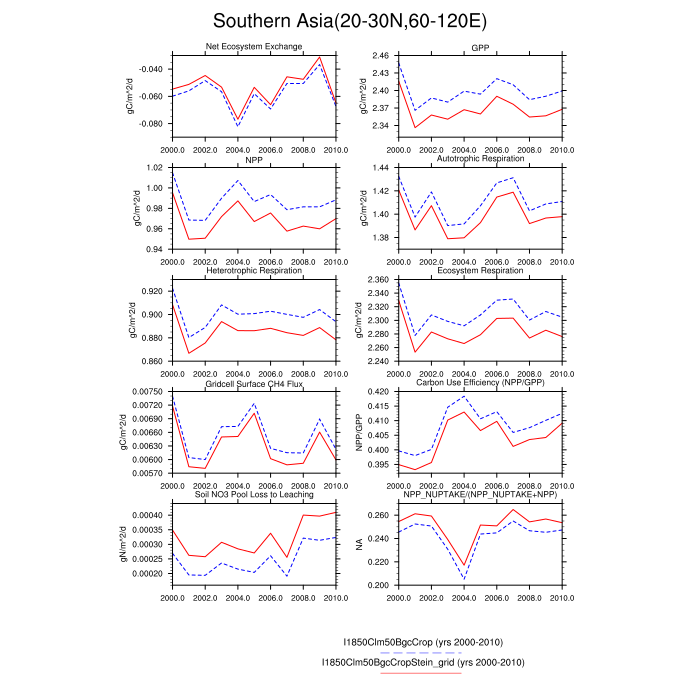 Southern Asia(20-30N,60-120E)
Net Ecosystem Exchange
GPP
gC/m^2/d
-0.040
-0.060
-0.080
2000.0 2002.0 2004.0 2006.0 2008.0 2010.0
gC/m^2/d
2.46
2.43
2.40
2.37
2.34
2000.0 2002.0 2004.0 2006.0 2008.0 2010.0
NPP
Autotrophic Respiration
gC/m^2/d
1.02
1.00
0.98
0.96
0.94
2000.0 2002.0 2004.0 2006.0 2008.0 2010.0
gC/m^2/d
1.44
1.42
1.40
1.38
2000.0 2002.0 2004.0 2006.0 2008.0 2010.0
Heterotrophic Respiration
Ecosystem Respiration
gC/m^2/d
0.920
0.900
0.880
0.860
2000.0 2002.0 2004.0 2006.0 2008.0 2010.0
gC/m^2/d
2.360
2.340
2.320
2.300
2.280
2.260
2.240
2000.0 2002.0 2004.0 2006.0 2008.0 2010.0
Gridcell Surface CH4 Flux
Carbon Use Efficiency (NPP/GPP)
gC/m^2/d
0.00750
0.00720
0.00690
0.00660
0.00630
0.00600
0.00570
2000.0 2002.0 2004.0 2006.0 2008.0 2010.0
NPP/GPP
0.420
0.415
0.410
0.405
0.400
0.395
2000.0 2002.0 2004.0 2006.0 2008.0 2010.0
Soil NO3 Pool Loss to Leaching
NPP_NUPTAKE/(NPP_NUPTAKE+NPP)
gN/m^2/d
0.00040
0.00035
0.00030
0.00025
0.00020
2000.0 2002.0 2004.0 2006.0 2008.0 2010.0
NA
0.260
0.240
0.220
0.200
2000.0 2002.0 2004.0 2006.0 2008.0 2010.0
I1850Clm50BgcCrop (yrs 2000-2010)
I1850Clm50BgcCropStein_grid (yrs 2000-2010)